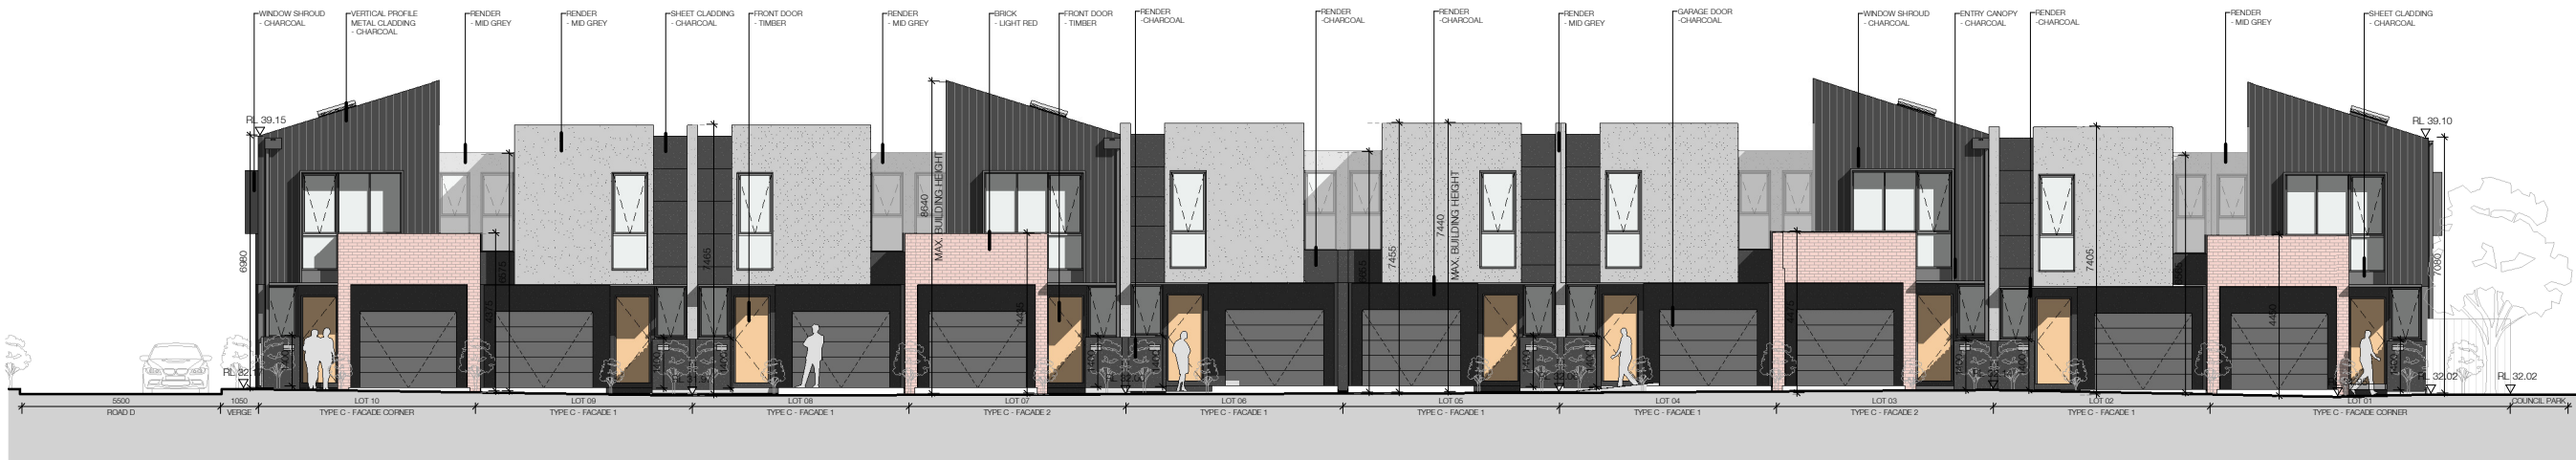 WINDOW SHROUD
- CHARCOAL
VERTICAL PROFILE
METAL CLADDING
- CHARCOAL
RENDER
- MID GREY
RENDER
- MID GREY
SHEET CLADDING
- CHARCOAL
FRONT DOOR
- TIMBER
RENDER
- MID GREY
BRICK
- LIGHT RED
FRONT DOOR
- TIMBER
RENDER
-CHARCOAL
RENDER
-CHARCOAL
RENDER
-CHARCOAL
RENDER
- MID GREY
GARAGE DOOR
-CHARCOAL
WINDOW SHROUD
- CHARCOAL
ENTRY CANOPY
- CHARCOAL
RENDER
-CHARCOAL
RENDER
- MID GREY
SHEET CLADDING
- CHARCOAL
RL 39.15
RL 39.10
6980
4375
7465
8640
MAX. BUILDING HEIGHT
4435
7455
7440
MAX. BUILDING HEIGHT
7405
4450
7080
RL 32.02
RL 32.02
5500
1050
LOT 10
LOT 09
LOT 08
LOT 07
LOT 06
LOT 05
LOT 04
LOT 03
LOT 02
LOT 01
COUNCIL PARK
ROAD D
VERGE
TYPE C - FACADE CORNER
TYPE C - FACADE 1
TYPE C - FACADE 1
TYPE C - FACADE 2
TYPE C - FACADE 1
TYPE C - FACADE 1
TYPE C - FACADE 1
TYPE C - FACADE 2
TYPE C - FACADE 1
TYPE C - FACADE CORNER